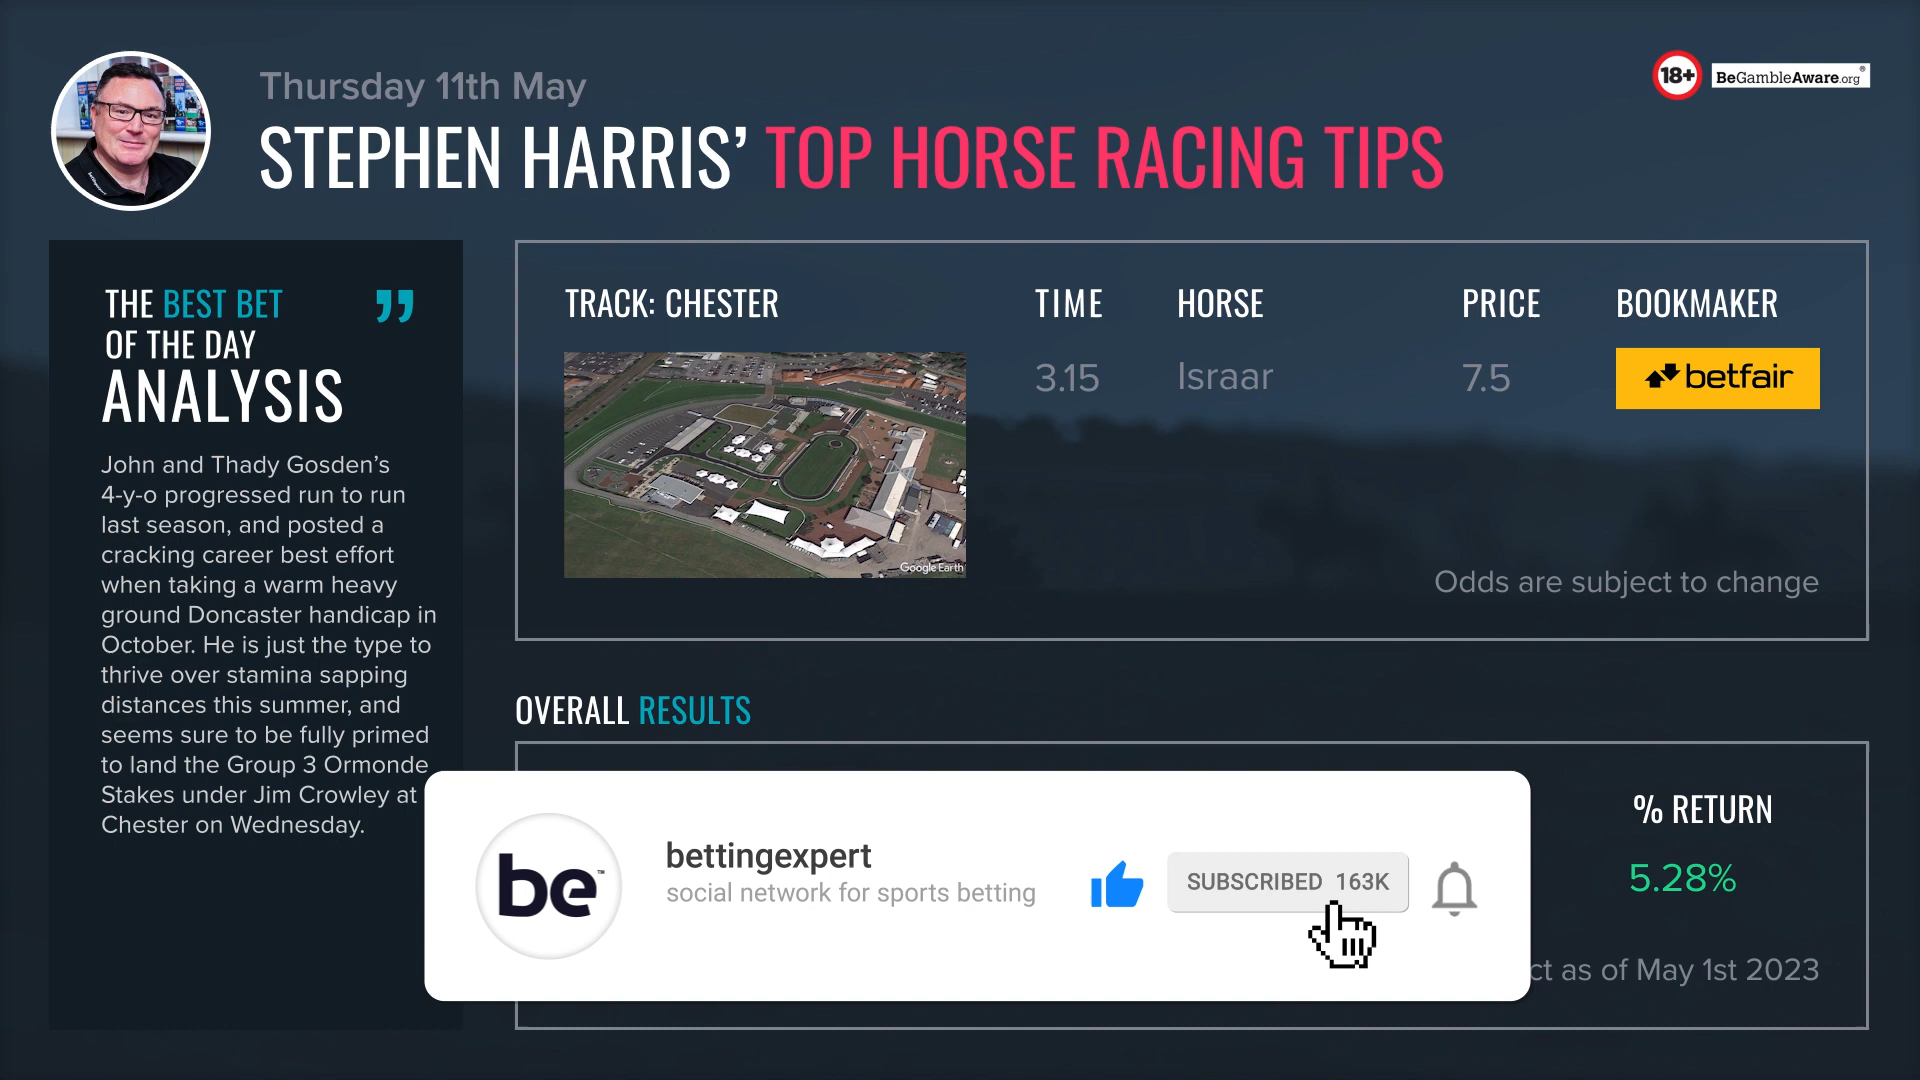 Thursday 11th May
STEPHEN HARRIS’ TOP HORSE RACING TIPS
18+
BeGambleAware.org®
THE BEST BET
OF THE DAY
ANALYSIS
John and Thady Gosden’s
4-y-o progressed run to run
last season, and posted a
cracking career best effort
when taking a warm heavy
ground Doncaster handicap in
October. He is just the type to
thrive over stamina sapping
distances this summer, and
seems sure to be fully primed
to land the Group 3 Ormonde
Stakes under Jim Crowley at
Chester on Wednesday.
TRACK: CHESTER
TIME HORSE PRICE BOOKMAKER
3.15 Israar 7.5 betfair
Google Earth
Odds are subject to change
OVERALL RESULTS
% RETURN
5.28%
ct as of May 1st 2023
be™
bettingexpert
social network for sports betting
SUBSCRIBED 163K